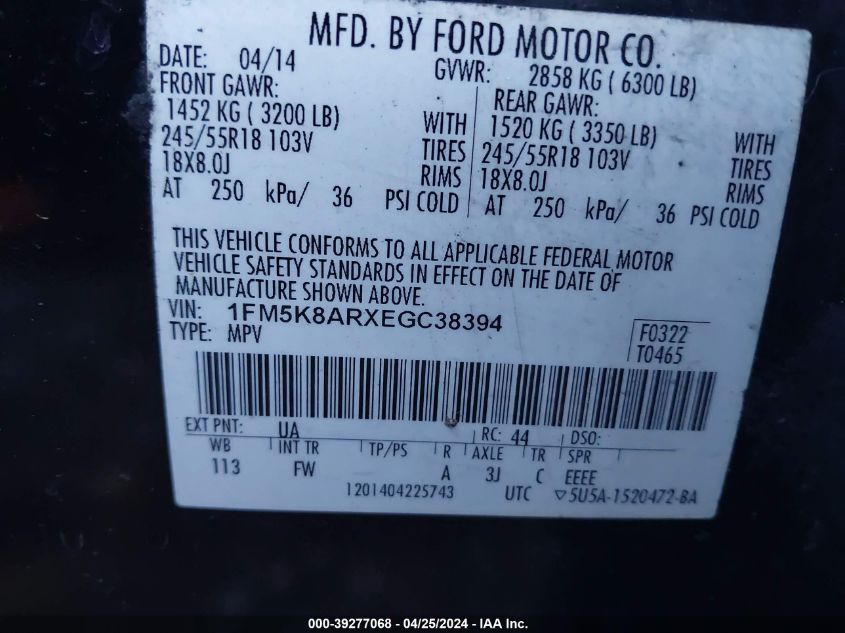 MFD. BY FORD MOTOR CO.
DATE: 04/14 GVWR: 2858 KG ( 6300 LB)
FRONT GAWR: REAR GAWR:
1452 KG ( 3200 LB) WITH 1520 KG ( 3350 LB) WITH
245/55R18 103V TIRES 245/55R18 103V TIRES
18X8.0J RIMS 18X8.0J RIMS
AT 250 kPa/ 36 PSI COLD AT 250 kPa/ 36 PSI COLD
THIS VEHICLE CONFORMS TO ALL APPLICABLE FEDERAL MOTOR
VEHICLE SAFETY STANDARDS IN EFFECT ON THE DATE OF
MANUFACTURE SHOWN ABOVE.
VIN: 1FM5K8ARXEGC38394
TYPE: MPV F0322
T0465
EXT PNT: UA RC: 44 DSO:
WB INT TR TP/PS R AXLE TR SPR
113 FW A 3J C EEEE
1201404225743 UTC ▽5U5A-1520472-BA
000-39277068 - 04/25/2024 - IAA Inc.